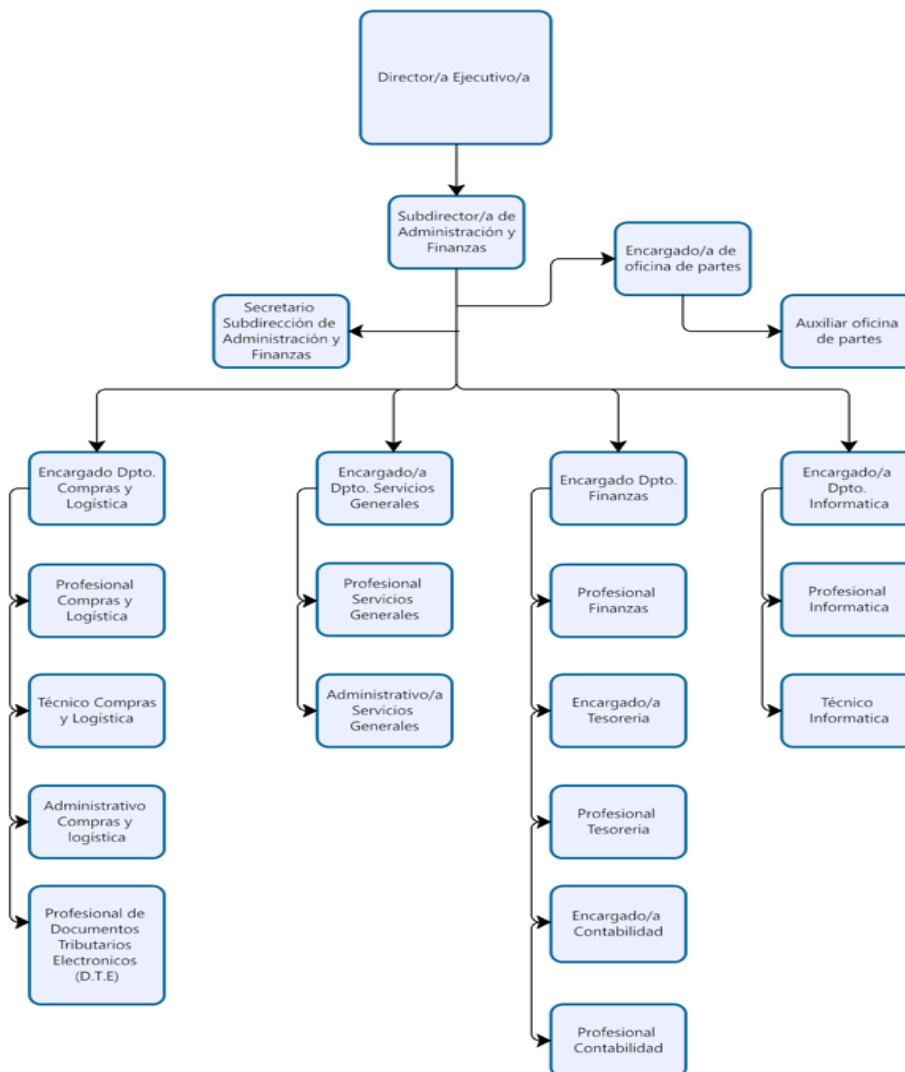 Director/a Ejecutivo/a
Subdirector/a de
Administración y
Finanzas
Encargado/a de
oficina de partes
Secretario
Subdirección de
Administración y
Finanzas
Auxiliar oficina
de partes
Encargado Dpto.
Compras y
Logística
Profesional
Compras y
Logística
Técnico Compras
y Logística
Administrativo
Compras y
logística
Profesional de
Documentos
Tributarios
Electronicos
(D.T.E)
Encargado/a
Dpto. Servicios
Generales
Profesional
Servicios
Generales
Administrativo/a
Servicios
Generales
Encargado Dpto.
Finanzas
Profesional
Finanzas
Encargado/a
Tesoreria
Profesional
Tesoreria
Encargado/a
Contabilidad
Profesional
Contabilidad
Encargado/a
Dpto.
Informatica
Profesional
Informatica
Técnico
Informatica